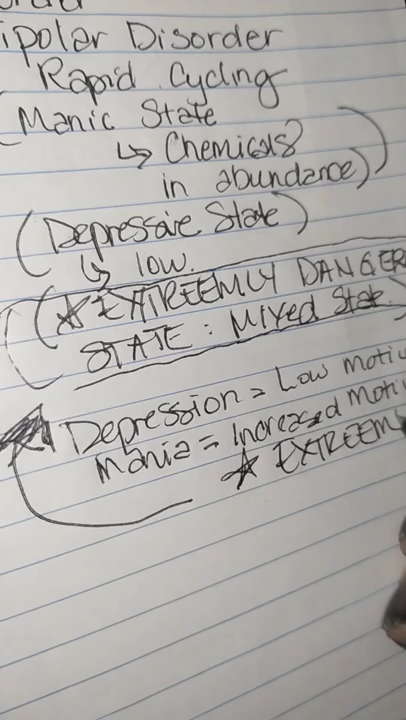 ipolar Disorder
Rapid Cycling
(Manic State
↳ Chemicals?
in abundance))
(Depressive State)
↳ low.
(★ EXTREEMLY DANGER
STATE: Mixed State.
Depression = Low motiv
Mania = Increased Moti
★ EXTREEM